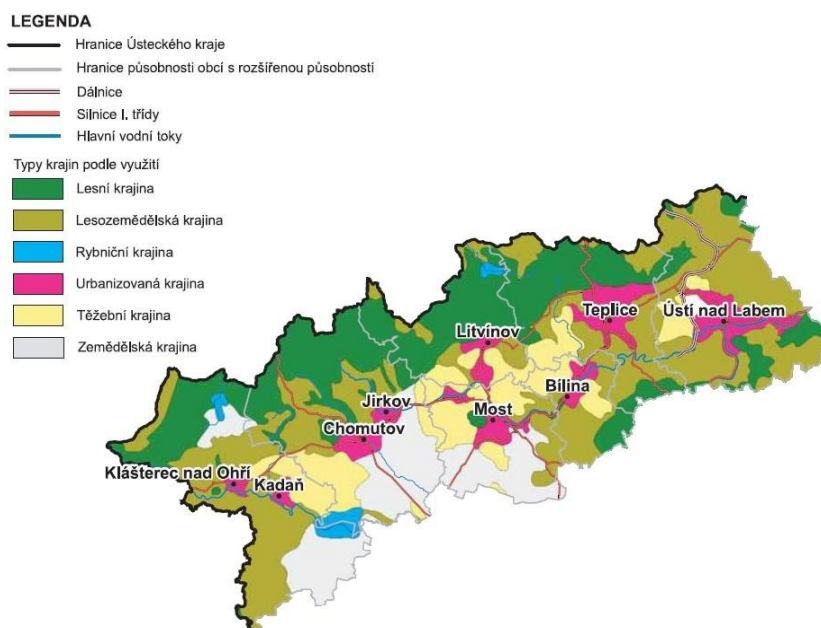 LEGENDA
Hranice Ústeckého kraje
Hranice působnosti obcí s rozšířenou působností
Dálnice
Silnice I. třídy
Hlavní vodní toky
Typy krajin podle využití
Lesní krajina
Lesozemědělská krajina
Rybniční krajina
Urbanizovaná krajina
Těžební krajina
Zemědělská krajina
Teplice
Ústí nad Labem
Litvínov
Bílina
Jirkov
Most
Chomutov
Klášterec nad Ohří
Kadaň